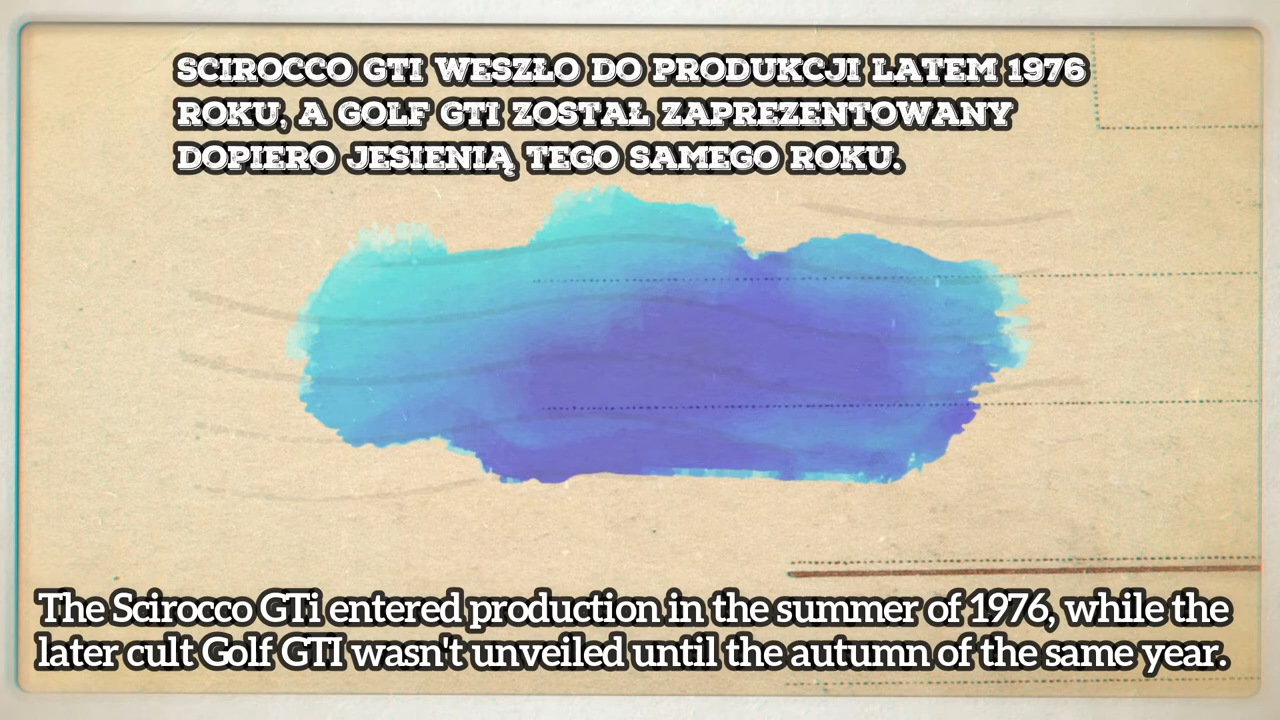 SCIROCCO GTI WESZŁO DO PRODUKCJI LATEM 1976
ROKU, A GOLF GTI ZOSTAŁ ZAPREZENTOWANY
DOPIERO JESIENIĄ TEGO SAMEGO ROKU.
The Scirocco GTi entered production in the summer of 1976, while the
later cult Golf GTI wasn't unveiled until the autumn of the same year.